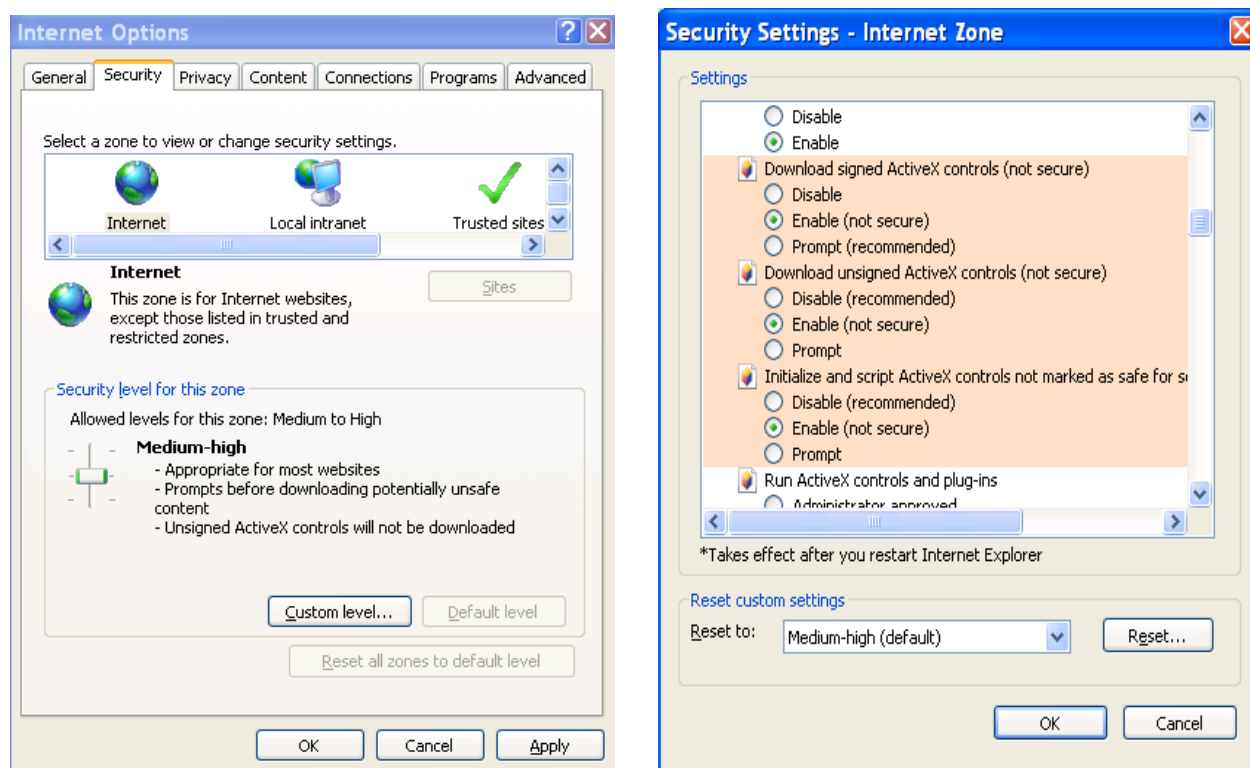 Internet Options
General Security Privacy Content Connections Programs Advanced
Select a zone to view or change security settings.
Internet Local intranet Trusted sites
Internet
This zone is for Internet websites,
except those listed in trusted and
restricted zones.
Sites
Security level for this zone
Allowed levels for this zone: Medium to High
Medium-high
- Appropriate for most websites
- Prompts before downloading potentially unsafe
content
- Unsigned ActiveX controls will not be downloaded
Custom level... Default level
Reset all zones to default level
OK Cancel Apply
Security Settings - Internet Zone
Settings
Disable
Enable
Download signed ActiveX controls (not secure)
Disable
Enable (not secure)
Prompt (recommended)
Download unsigned ActiveX controls (not secure)
Disable (recommended)
Enable (not secure)
Prompt
Initialize and script ActiveX controls not marked as safe for
Disable (recommended)
Enable (not secure)
Prompt
Run ActiveX controls and plug-ins
Administrator approved
*Takes effect after you restart Internet Explorer
Reset custom settings
Reset to: Medium-high (default) Reset...
OK Cancel